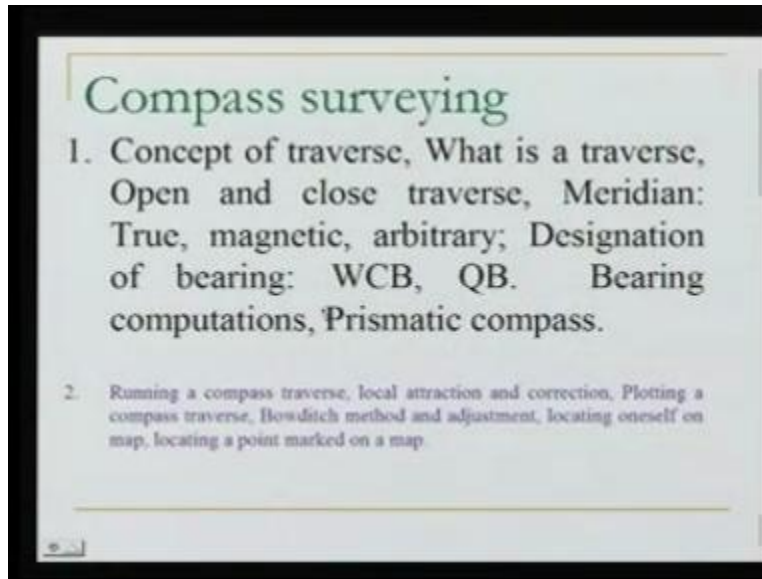 Compass surveying
1. Concept of traverse, What is a traverse,
Open and close traverse, Meridian:
True, magnetic, arbitrary; Designation
of bearing: WCB, QB. Bearing
computations, Prismatic compass.
2. Running a compass traverse, local attraction and correction, Plotting a
compass traverse, Bowditch method and adjustment, locating oneself on
map, locating a point marked on a map